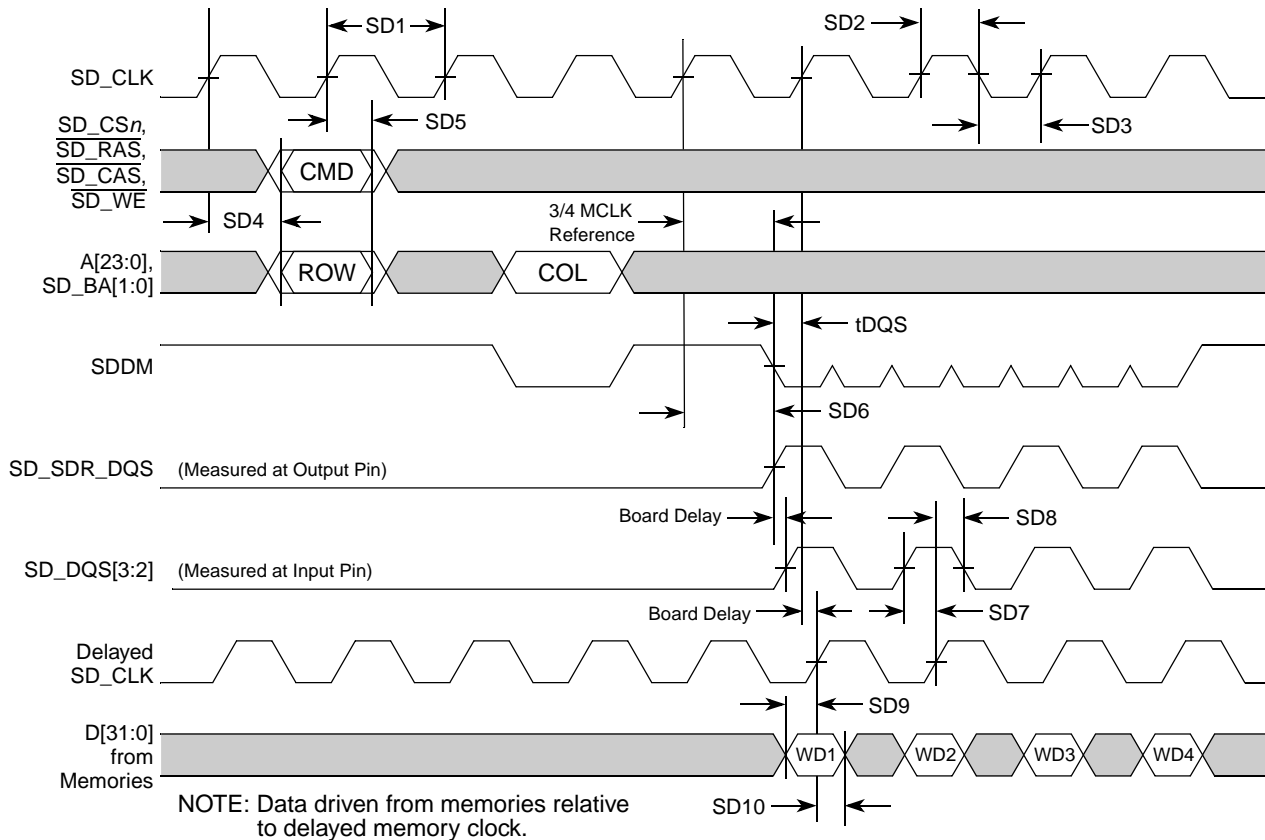 SD1
SD2
SD_CLK
SD5
SD3
SD_CSn,
SD_RAS,
SD_CAS,
SD_WE
CMD
SD4
3/4 MCLK
Reference
A[23:0],
SD_BA[1:0]
ROW
COL
tDQS
SDDM
SD6
SD_SDR_DQS
(Measured at Output Pin)
Board Delay
SD8
SD_DQS[3:2]
(Measured at Input Pin)
Board Delay
SD7
Delayed
SD_CLK
SD9
D[31:0]
from
Memories
WD1
WD2
WD3
WD4
SD10
NOTE: Data driven from memories relative
to delayed memory clock.